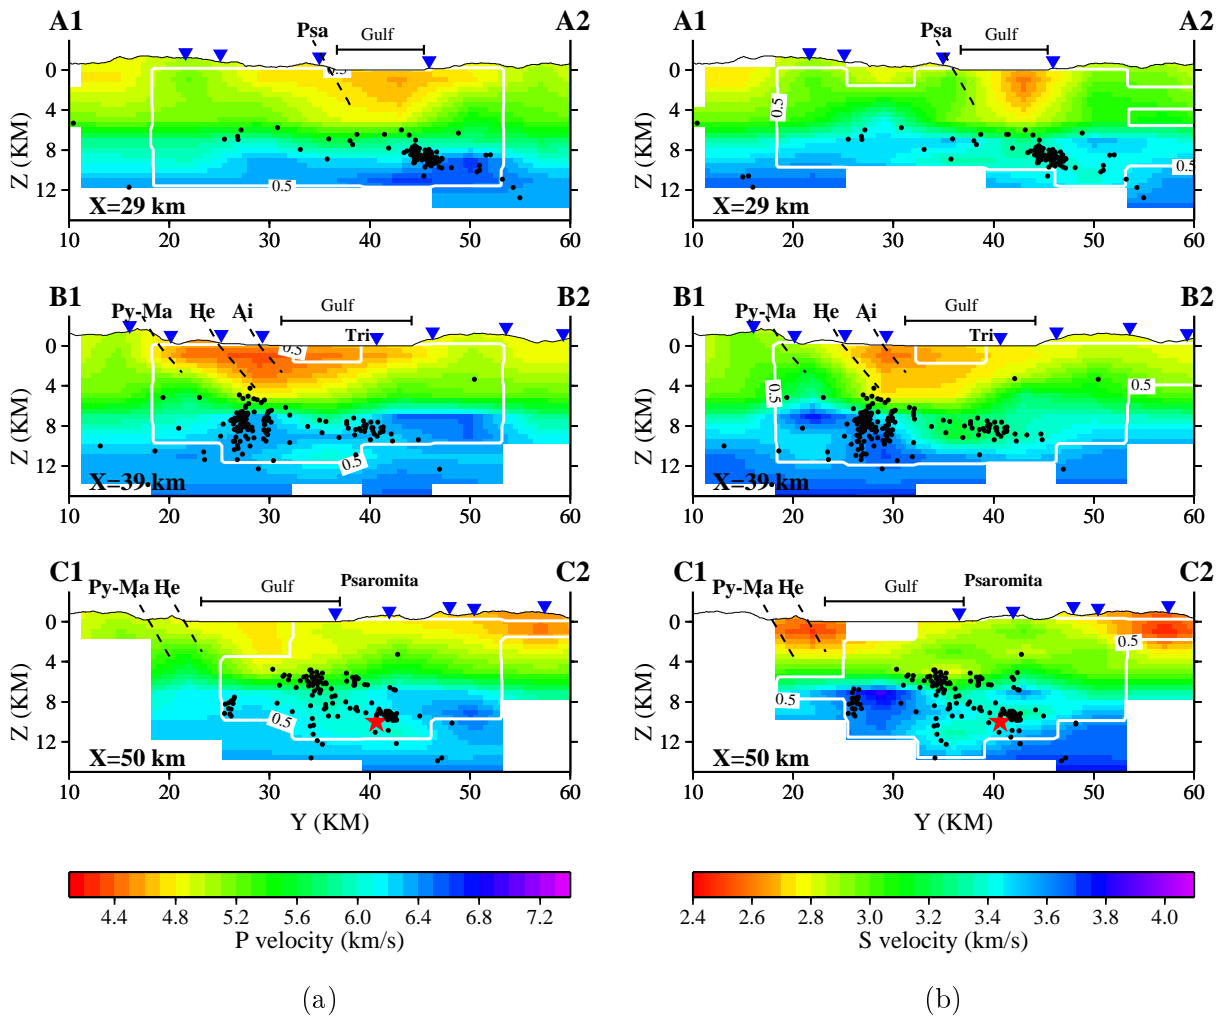 A1 A2 A1 A2
Psa Gulf Psa Gulf
0 0.5 0
4 4
8 8
12 12
Z (KM) Z (KM)
0.5 0.5 0.5
X=29 km X=29 km
10 20 30 40 50 60 10 20 30 40 50 60
B1 B2 B1 B2
Py-Ma He Ai Gulf Py-Ma He Ai Gulf
Tri Tri
0 0.5 0
4 0.5 4 0.5
8 8
12 0.5 12
Z (KM) Z (KM)
X=39 km X=39 km
10 20 30 40 50 60 10 20 30 40 50 60
C1 C2 C1 C2
Py-Ma He Gulf Psaromita Py-Ma He Gulf Psaromita
0 0
4 4 0.5
8 8 0.5
12 0.5 12
Z (KM) Z (KM)
X=50 km X=50 km
10 20 30 40 50 60 10 20 30 40 50 60
Y (KM) Y (KM)
4.4 4.8 5.2 5.6 6.0 6.4 6.8 7.2 2.4 2.6 2.8 3.0 3.2 3.4 3.6 3.8 4.0
P velocity (km/s) S velocity (km/s)
(a) (b)